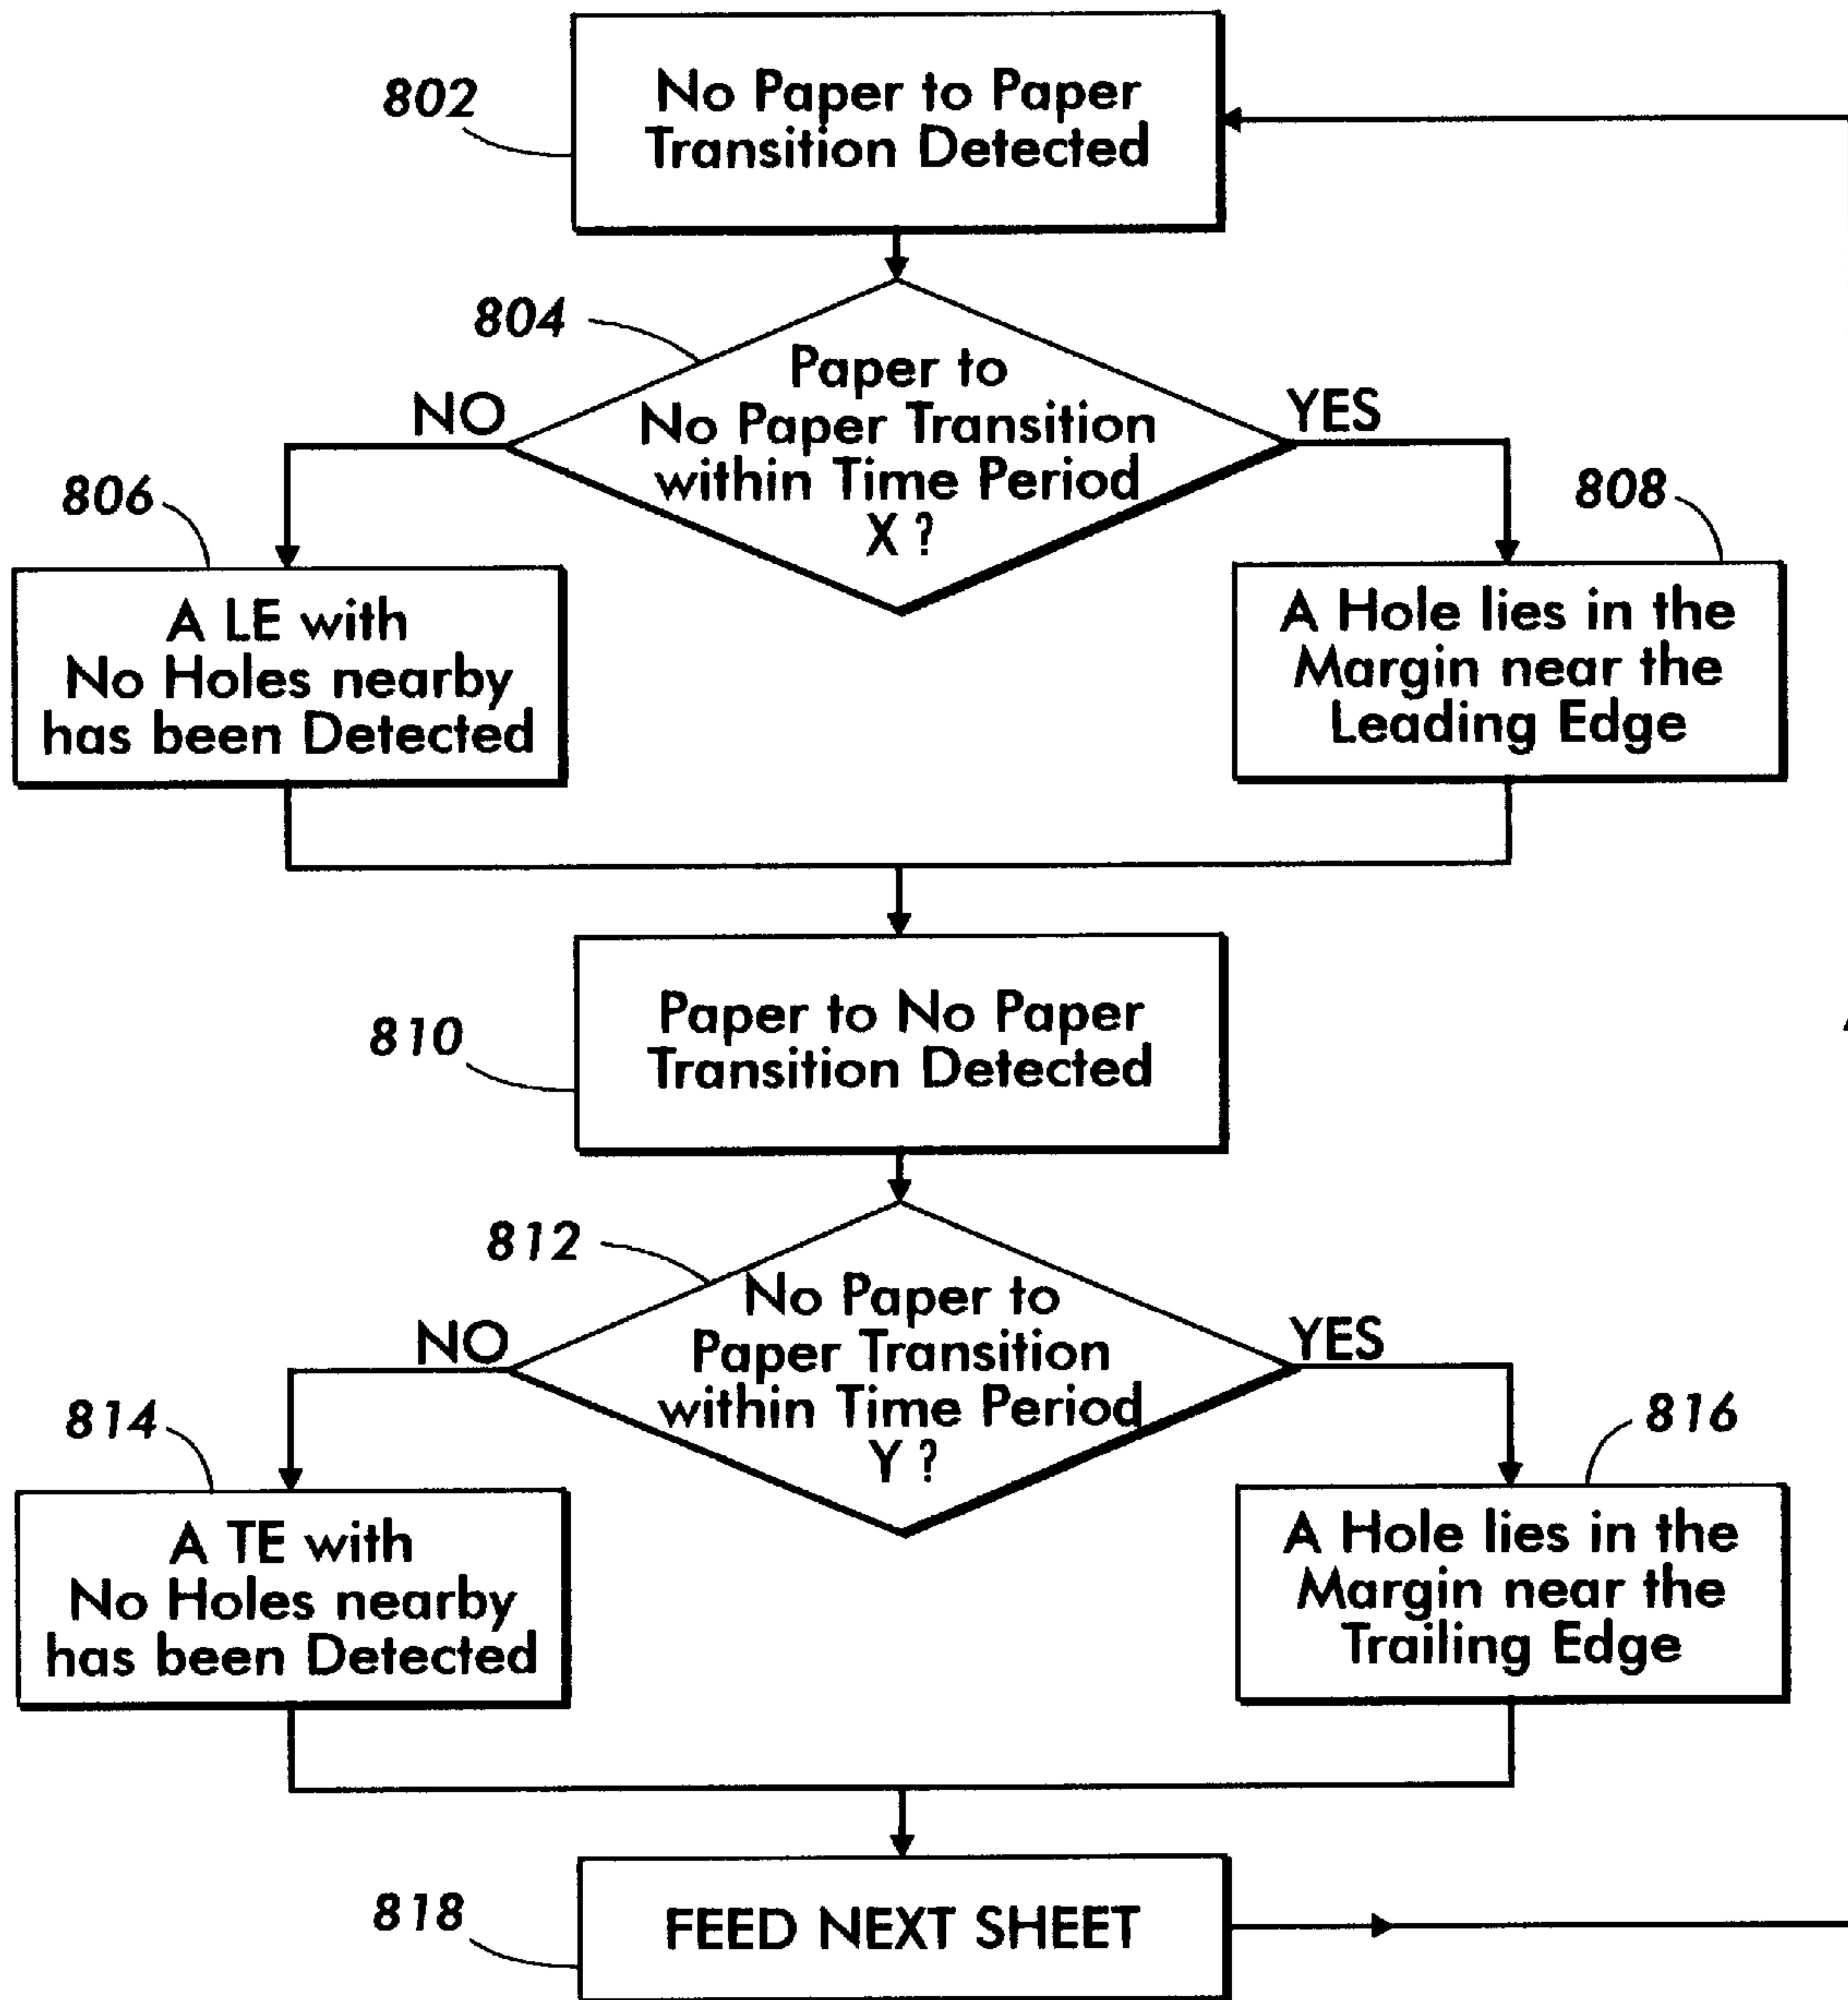 802
No Paper to Paper
Transition Detected
804
Paper to
No Paper Transition
within Time Period
X ?
NO
YES
806
A LE with
No Holes nearby
has been Detected
808
A Hole lies in the
Margin near the
Leading Edge
810
Paper to No Paper
Transition Detected
812
No Paper to
Paper Transition
within Time Period
Y ?
NO
YES
814
A TE with
No Holes nearby
has been Detected
816
A Hole lies in the
Margin near the
Trailing Edge
818
FEED NEXT SHEET